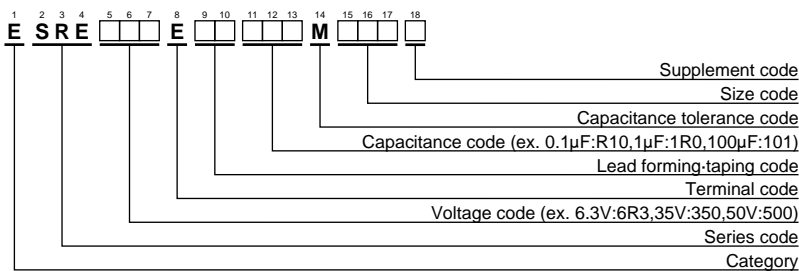 1 2 3 4 5 6 7 8 9 10 11 12 13 14 15 16 17 18
E SRE E M
Supplement code
Size code
Capacitance tolerance code
Capacitance code (ex. 0.1µF:R10,1µF:1R0,100µF:101)
Lead forming·taping code
Terminal code
Voltage code (ex. 6.3V:6R3,35V:350,50V:500)
Series code
Category